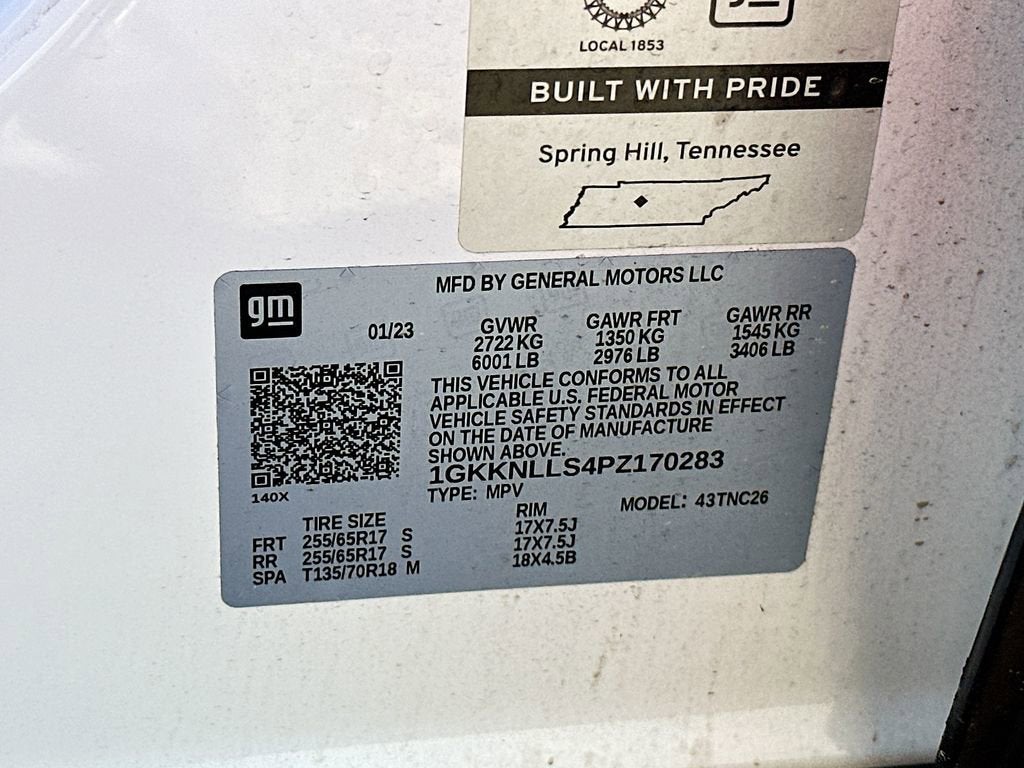 LOCAL 1853
BUILT WITH PRIDE
Spring Hill, Tennessee
MFD BY GENERAL MOTORS LLC
gm
01/23
GVWR
2722 KG
6001 LB
GAWR FRT
1350 KG
2976 LB
GAWR RR
1545 KG
3406 LB
THIS VEHICLE CONFORMS TO ALL
APPLICABLE U.S. FEDERAL MOTOR
VEHICLE SAFETY STANDARDS IN EFFECT
ON THE DATE OF MANUFACTURE
SHOWN ABOVE.
1GKKNLLS4PZ170283
140X
TYPE: MPV
MODEL: 43TNC26
TIRE SIZE RIM
FRT 255/65R17 S 17X7.5J
RR 255/65R17 S 17X7.5J
SPA T135/70R18 M 18X4.5B